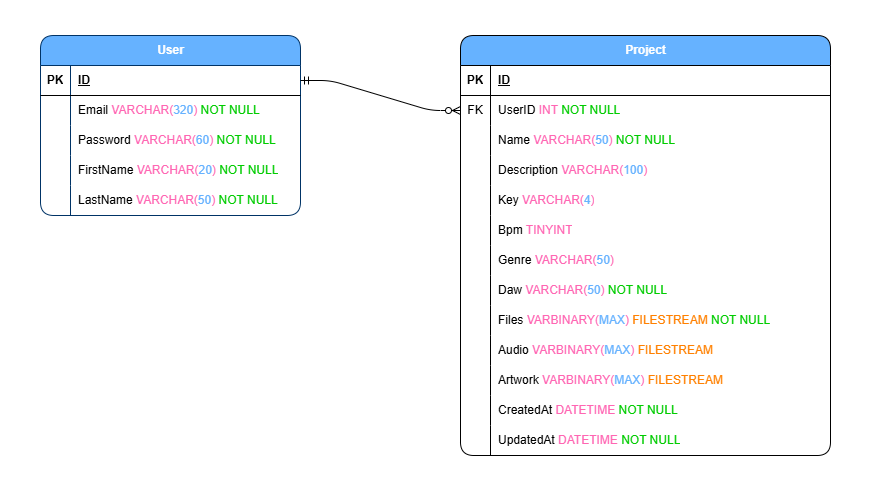 User
PK ID
Email VARCHAR(320) NOT NULL
Password VARCHAR(60) NOT NULL
FirstName VARCHAR(20) NOT NULL
LastName VARCHAR(50) NOT NULL
Project
PK ID
FK UserID INT NOT NULL
Name VARCHAR(50) NOT NULL
Description VARCHAR(100)
Key VARCHAR(4)
Bpm TINYINT
Genre VARCHAR(50)
Daw VARCHAR(50) NOT NULL
Files VARBINARY(MAX) FILESTREAM NOT NULL
Audio VARBINARY(MAX) FILESTREAM
Artwork VARBINARY(MAX) FILESTREAM
CreatedAt DATETIME NOT NULL
UpdatedAt DATETIME NOT NULL